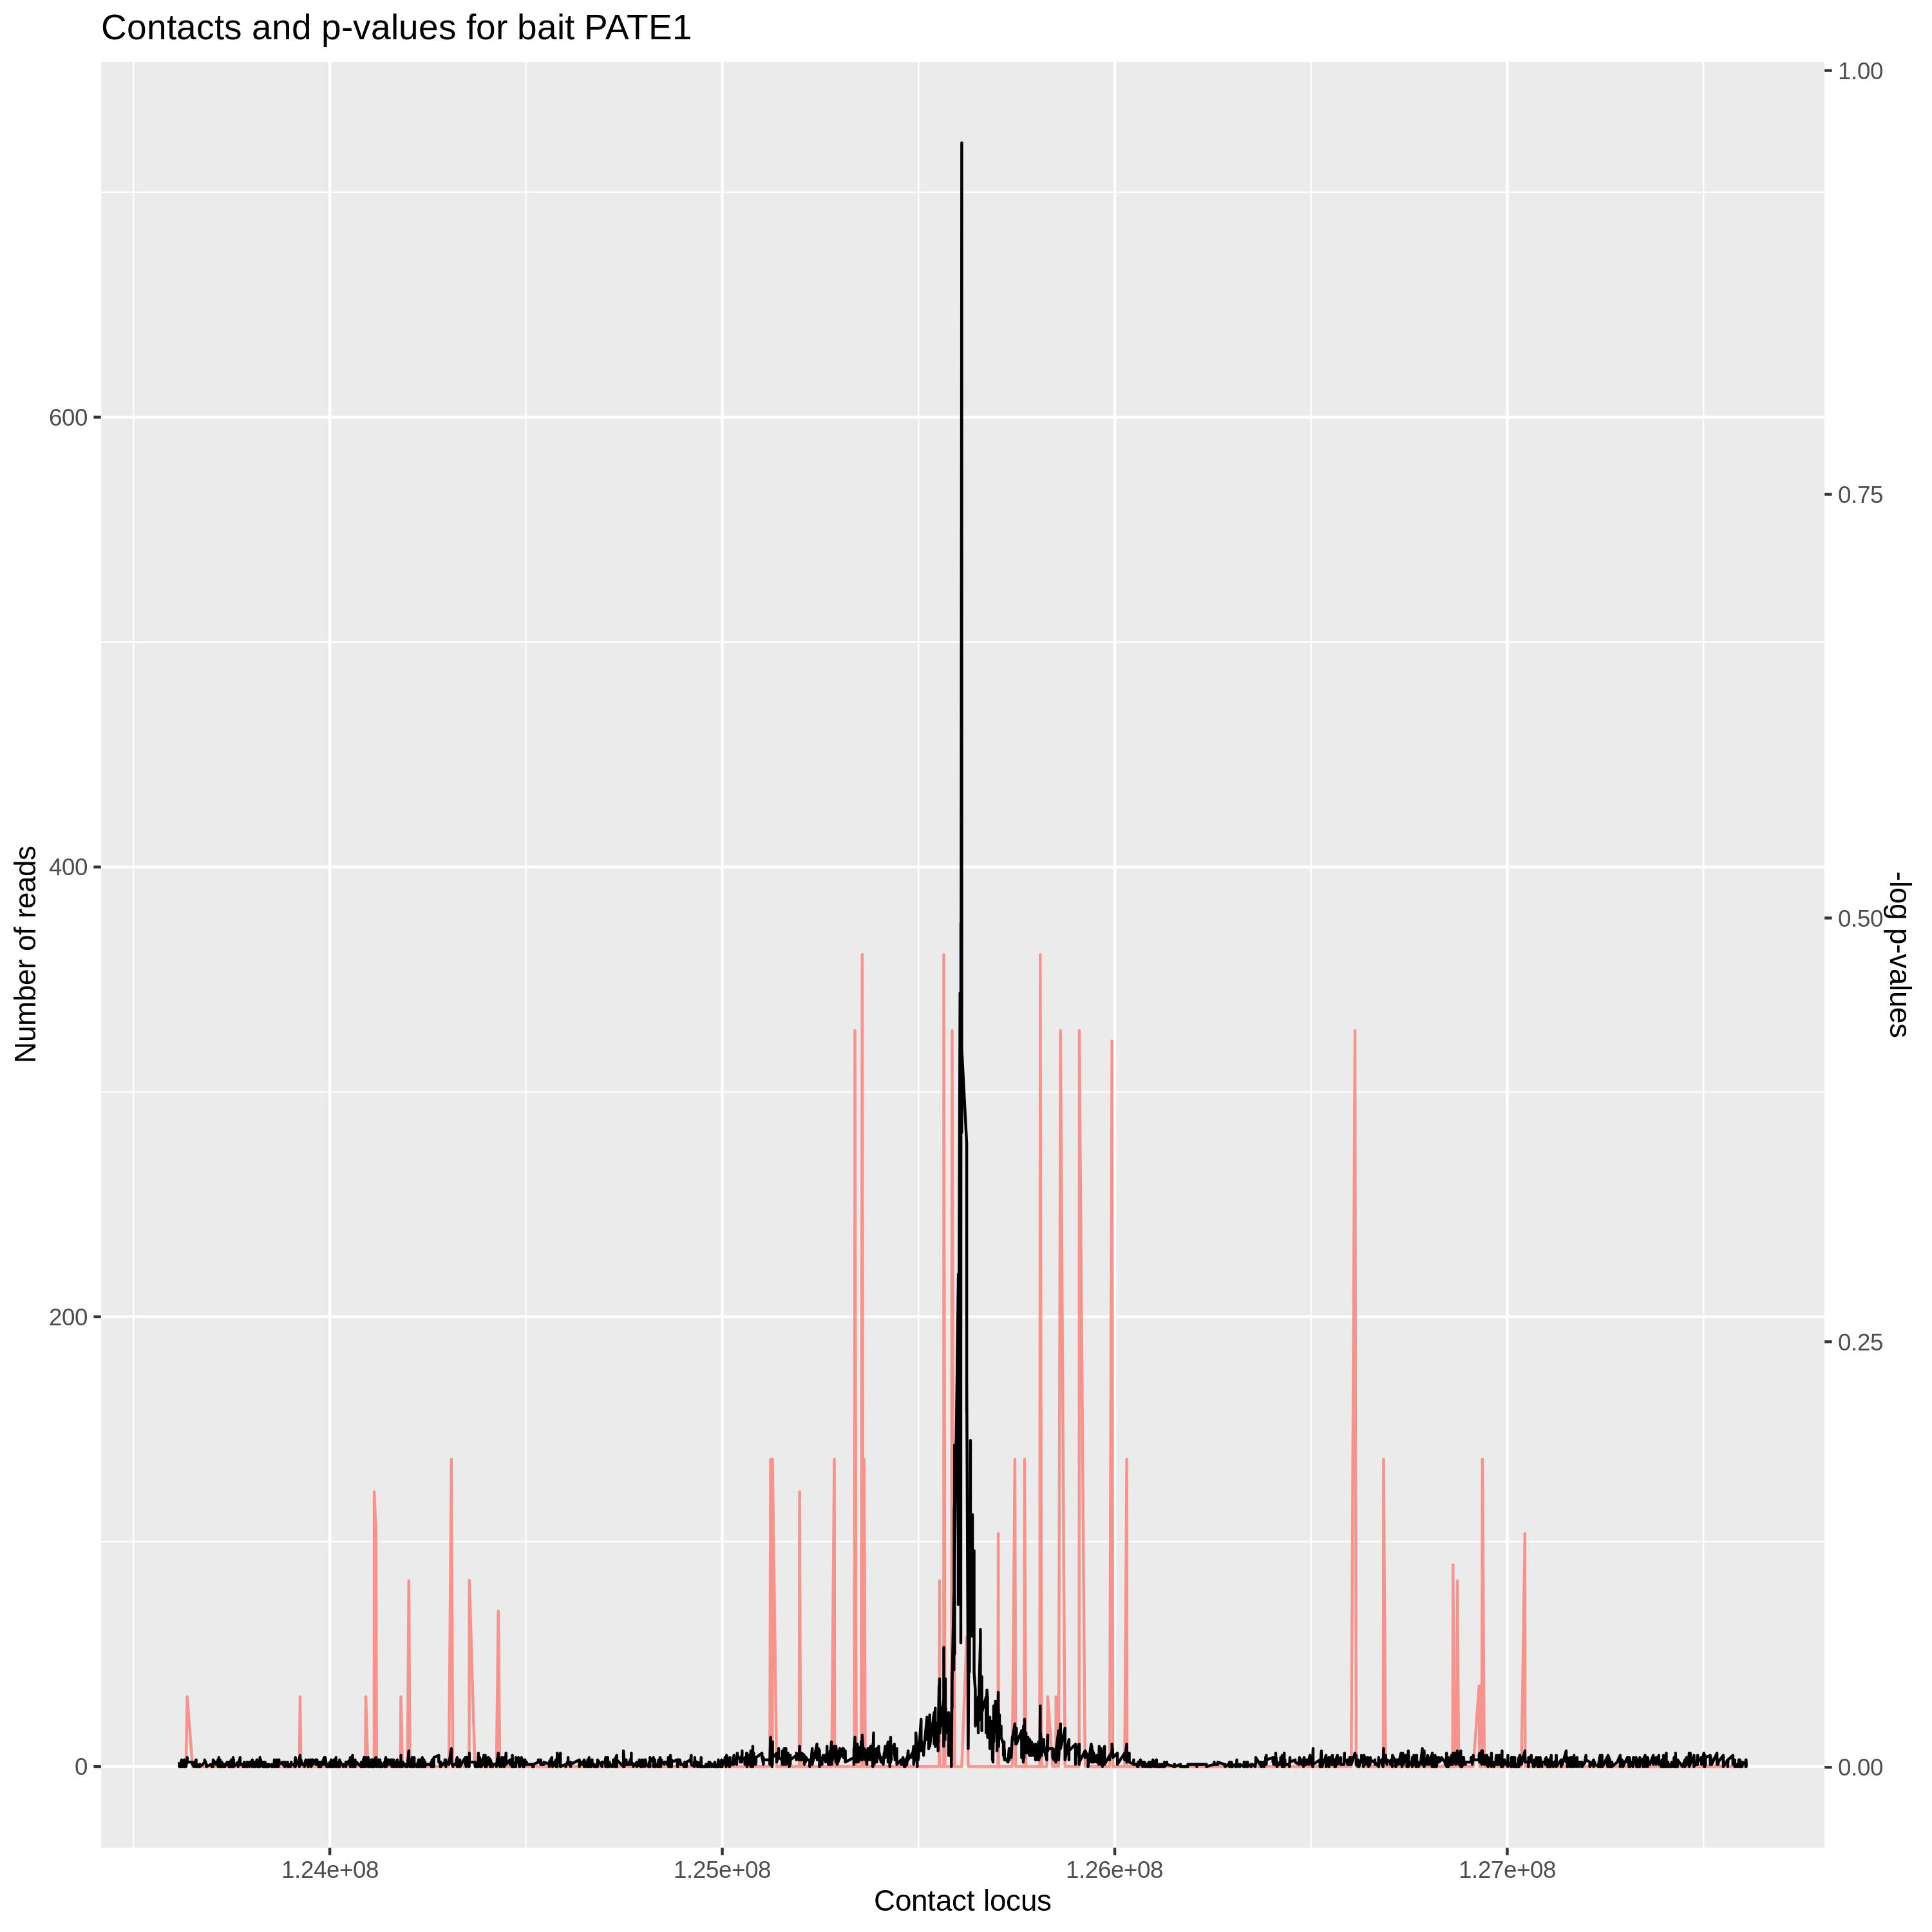 Contacts and p-values for bait PATE1
1.00
600
0.75
400
0.50
Number of reads
-log p-values
200
0.25
0
0.00
1.24e+08
1.25e+08
1.26e+08
1.27e+08
Contact locus